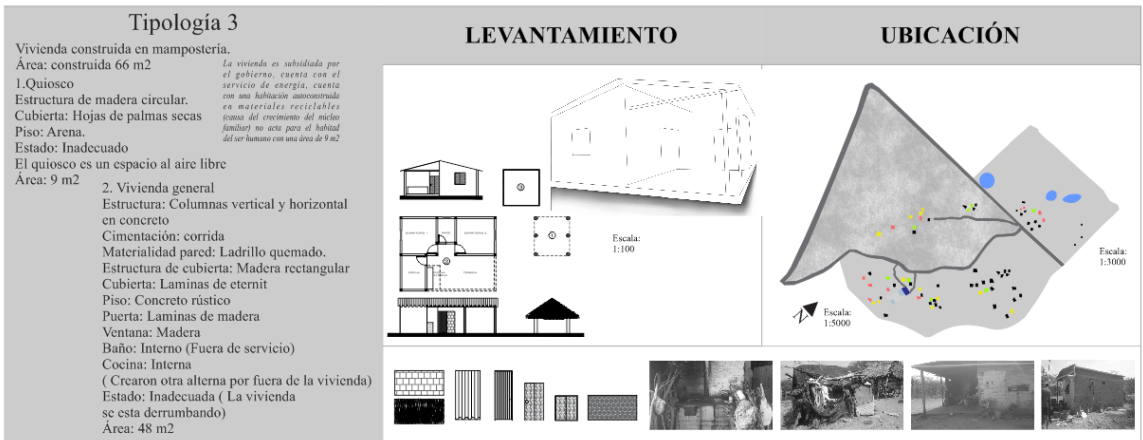 Tipología 3
Vivienda construida en mampostería.
Área: construida 66 m2
1.Quiosco
Estructura de madera circular.
Cubierta: Hojas de palmas secas
Piso: Arena.
Estado: Inadecuado
El quiosco es un espacio al aire libre
Área: 9 m2
La vivienda es subsidiada por
el gobierno, cuenta con el
servicio de energía, cuenta
con una habitación autoconstruida
en materiales reciclables
(causa del crecimiento del núcleo
familiar) no acta para el habitad
del ser humano con una área de 9 m2
2. Vivienda general
Estructura: Columnas vertical y horizontal
en concreto
Cimentación: corrida
Materialidad pared: Ladrillo quemado.
Estructura de cubierta: Madera rectangular
Cubierta: Laminas de eternit
Piso: Concreto rústico
Puerta: Laminas de madera
Ventana: Madera
Baño: Interno (Fuera de servicio)
Cocina: Interna
( Crearon otra alterna por fuera de la vivienda)
Estado: Inadecuada ( La vivienda
se esta derrumbando)
Área: 48 m2
LEVANTAMIENTO
Escala:
1:100
UBICACIÓN
Escala:
1:3000
N
Escala:
1:5000